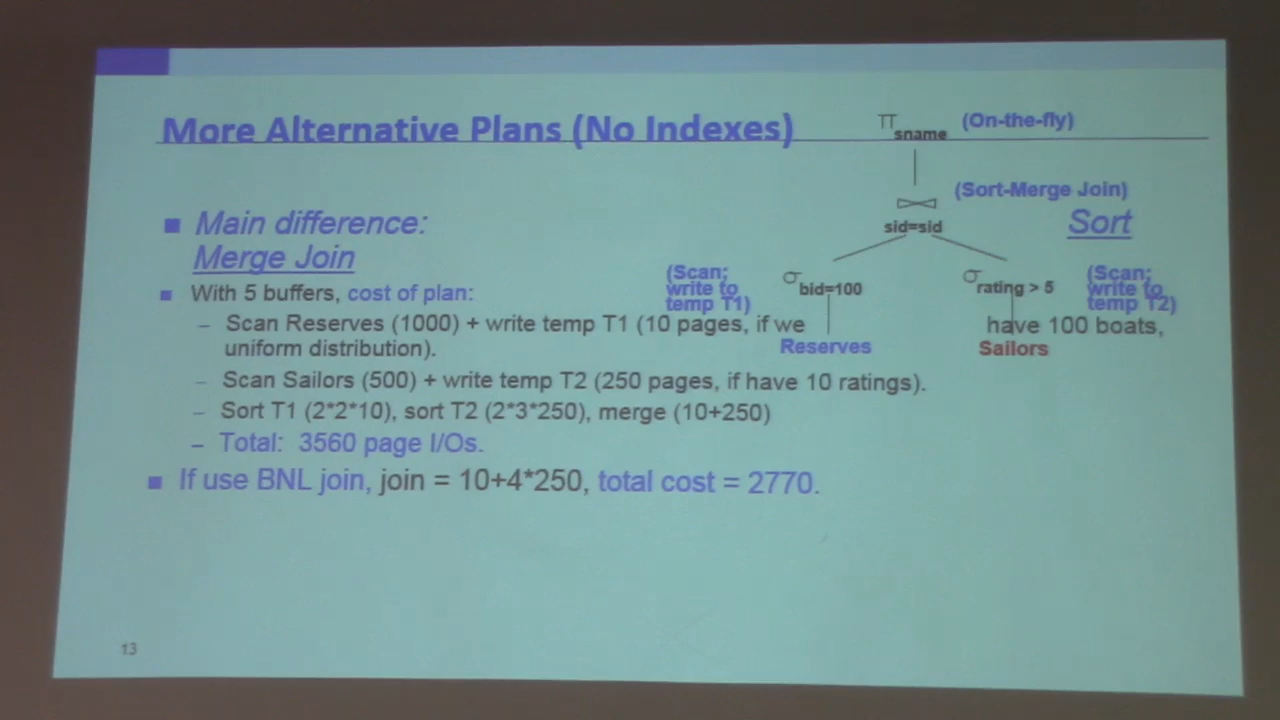 More Alternative Plans (No Indexes)
π sname (On-the-fly)
(Sort-Merge Join)
sid=sid
Sort
Main difference:
Merge Join
(Scan;
write to
temp T1)
σ bid=100
σ rating > 5
(Scan;
write to
temp T2)
With 5 buffers, cost of plan:
– Scan Reserves (1000) + write temp T1 (10 pages, if we have 100 boats,
uniform distribution).
Reserves
Sailors
– Scan Sailors (500) + write temp T2 (250 pages, if have 10 ratings).
– Sort T1 (2*2*10), sort T2 (2*3*250), merge (10+250)
– Total: 3560 page I/Os.
If use BNL join, join = 10+4*250, total cost = 2770.
13